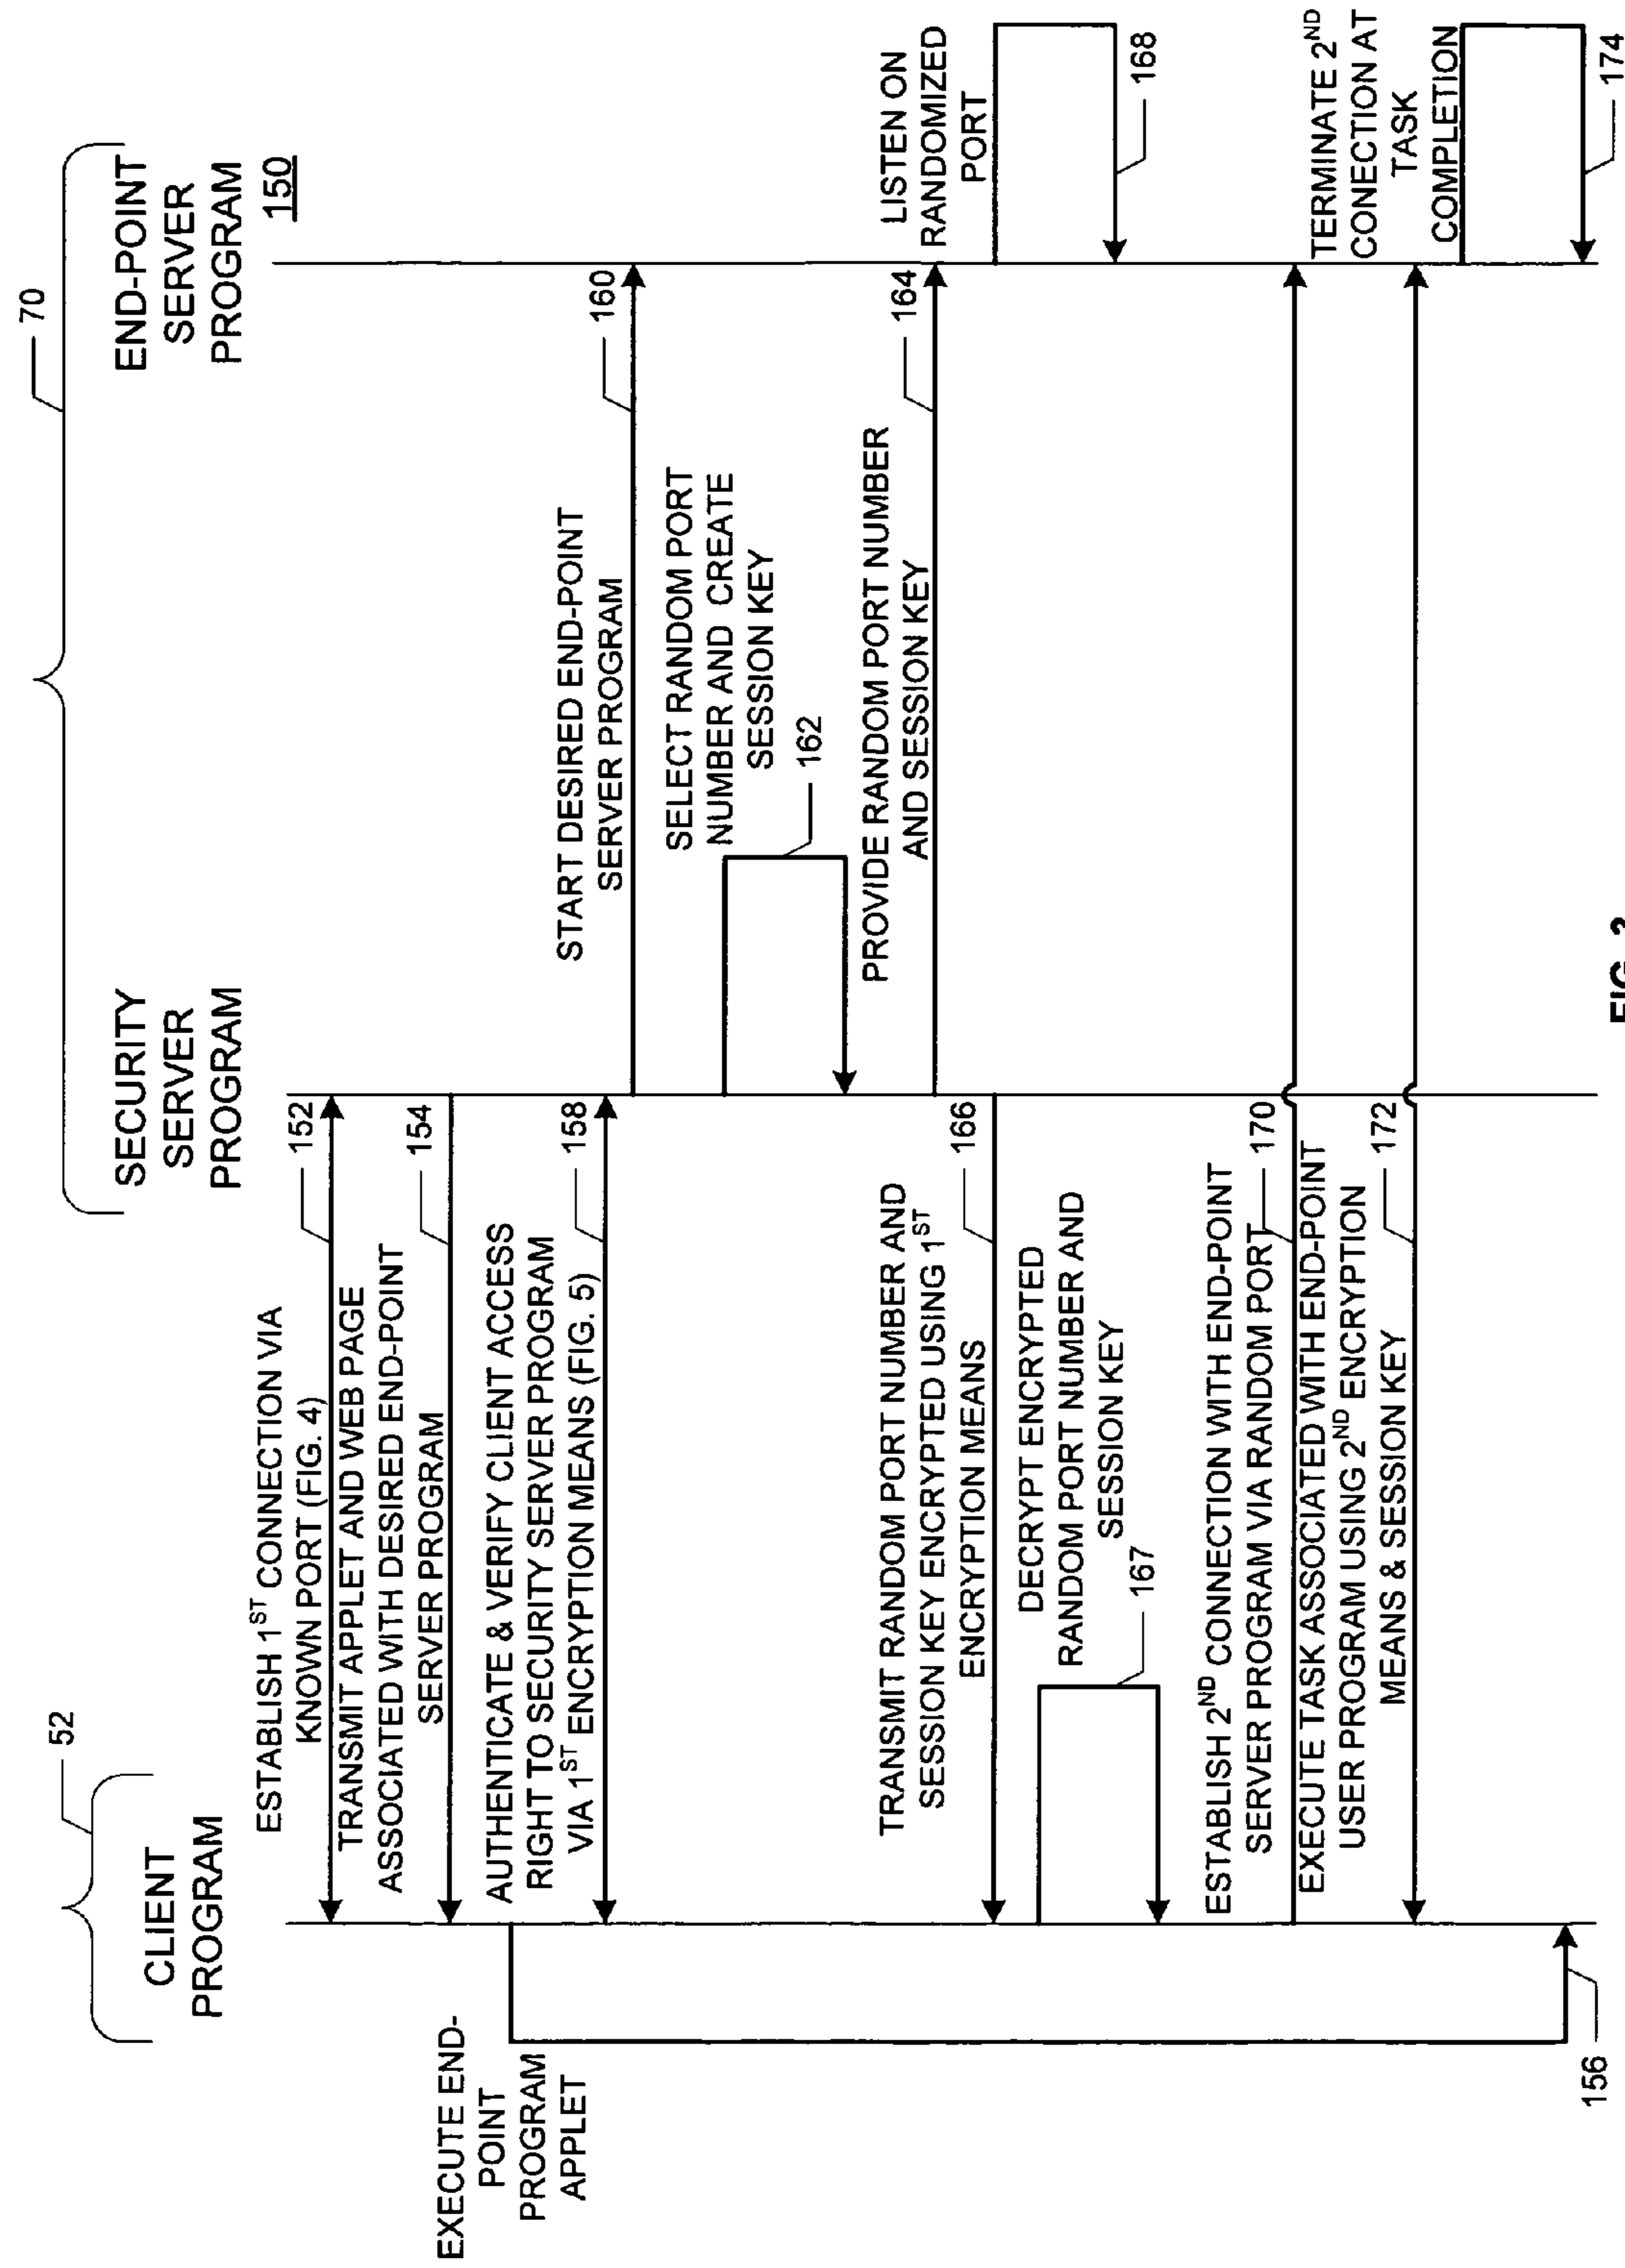 52
70
CLIENT
PROGRAM
SECURITY
SERVER
PROGRAM
END-POINT
SERVER
PROGRAM
150
ESTABLISH 1ST CONNECTION VIA
KNOWN PORT (FIG. 4)
152
TRANSMIT APPLET AND WEB PAGE
ASSOCIATED WITH DESIRED END-POINT
SERVER PROGRAM
154
EXECUTE END-
POINT
PROGRAM
APPLET
156
AUTHENTICATE & VERIFY CLIENT ACCESS
RIGHT TO SECURITY SERVER PROGRAM
VIA 1ST ENCRYPTION MEANS (FIG. 5)
158
START DESIRED END-POINT
SERVER PROGRAM
160
SELECT RANDOM PORT
NUMBER AND CREATE
SESSION KEY
162
PROVIDE RANDOM PORT NUMBER
AND SESSION KEY
164
TRANSMIT RANDOM PORT NUMBER AND
SESSION KEY ENCRYPTED USING 1ST
ENCRYPTION MEANS
166
DECRYPT ENCRYPTED
RANDOM PORT NUMBER AND
SESSION KEY
167
LISTEN ON
RANDOMIZED
PORT
168
ESTABLISH 2ND CONNECTION WITH END-POINT
SERVER PROGRAM VIA RANDOM PORT
170
EXECUTE TASK ASSOCIATED WITH END-POINT
USER PROGRAM USING 2ND ENCRYPTION
MEANS & SESSION KEY
172
TERMINATE 2ND
CONECTION AT
TASK
COMPLETION
174
FIG. 3